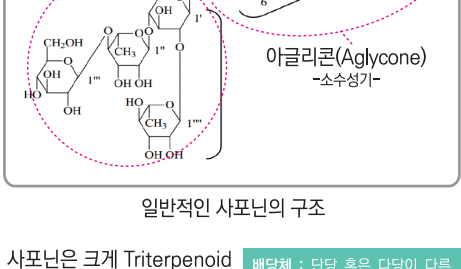 OH
1'
6
CH₂OH
O
O
O
CH₃
1''
아글리콘(Aglycone)
-소수성기-
OH
1'''
OH OH
O
HO
OH
HO
O
CH₃
1''''
OH OH
일반적인 사포닌의 구조
사포닌은 크게 Triterpenoid
배당체 : 단당 혹은 다당이 다른